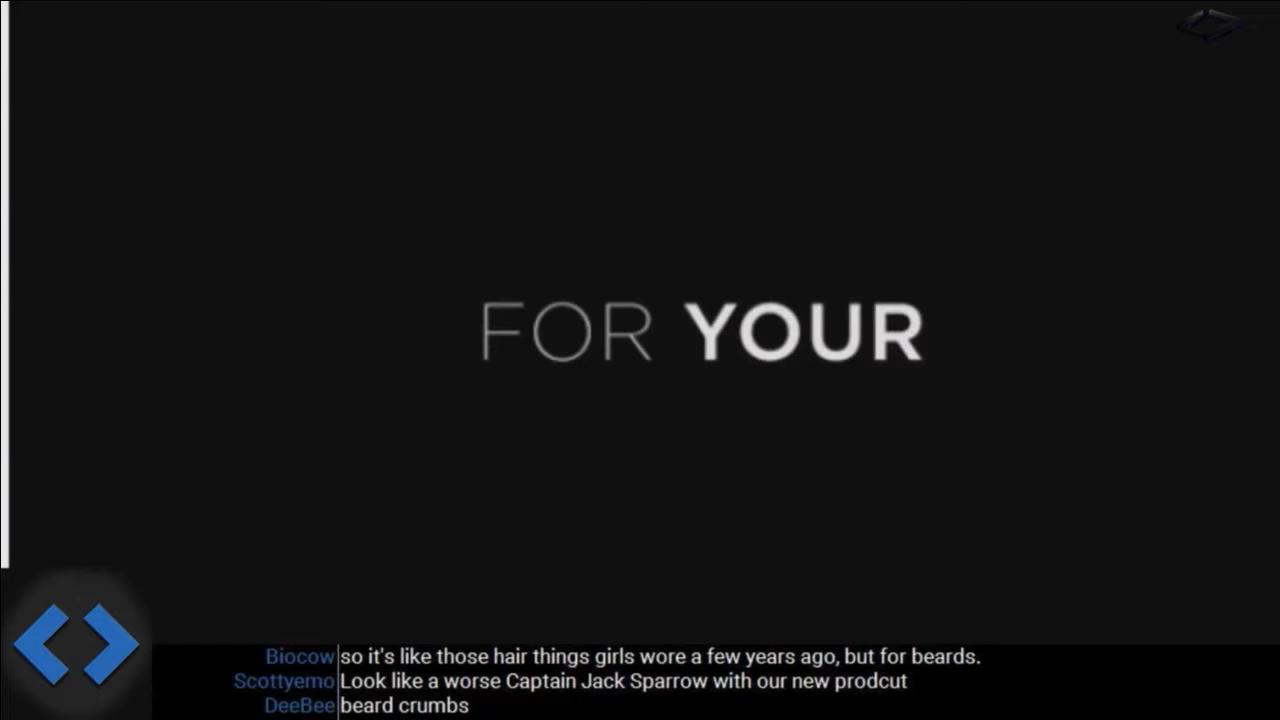 FOR YOUR
Biocow so it's like those hair things girls wore a few years ago, but for beards.
Scottyemo Look like a worse Captain Jack Sparrow with our new prodcut
DeeBee beard crumbs